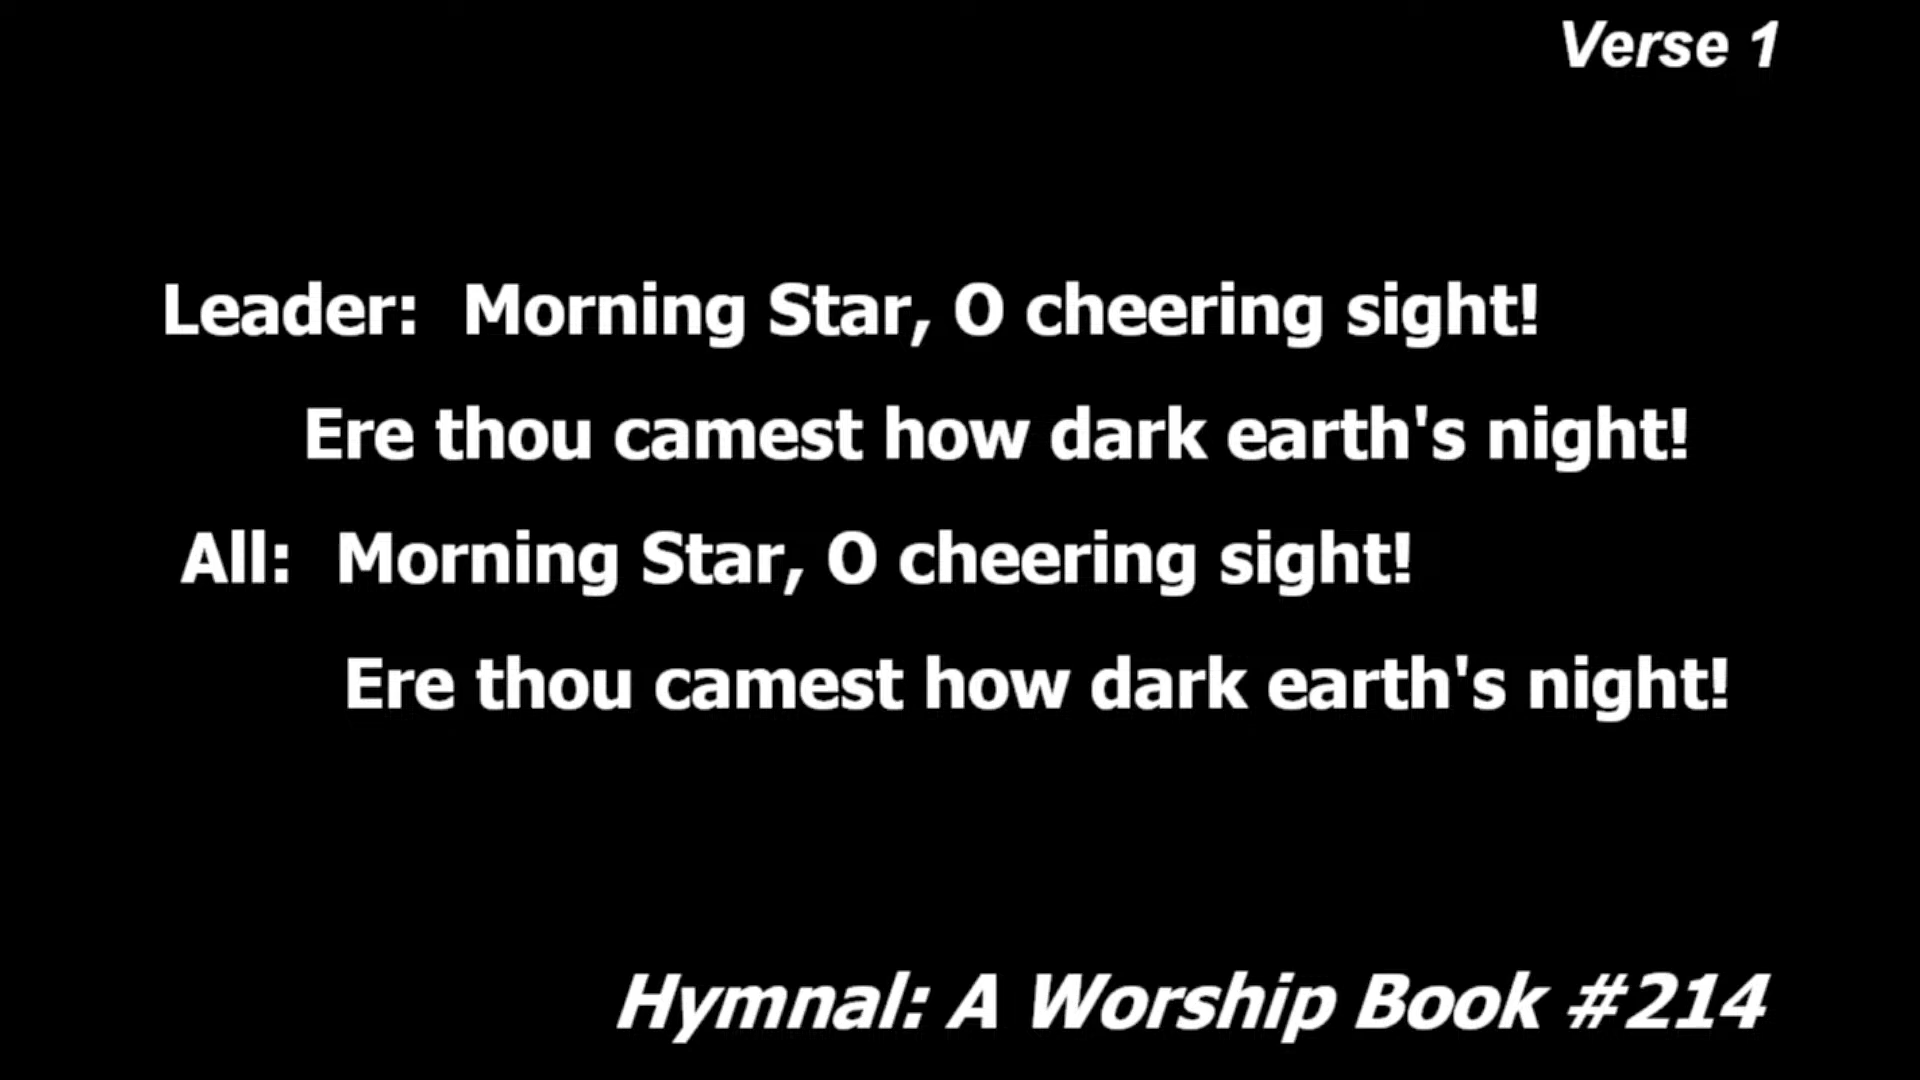 Verse 1
Leader: Morning Star, O cheering sight!
Ere thou camest how dark earth's night!
All: Morning Star, O cheering sight!
Ere thou camest how dark earth's night!
Hymnal: A Worship Book #214